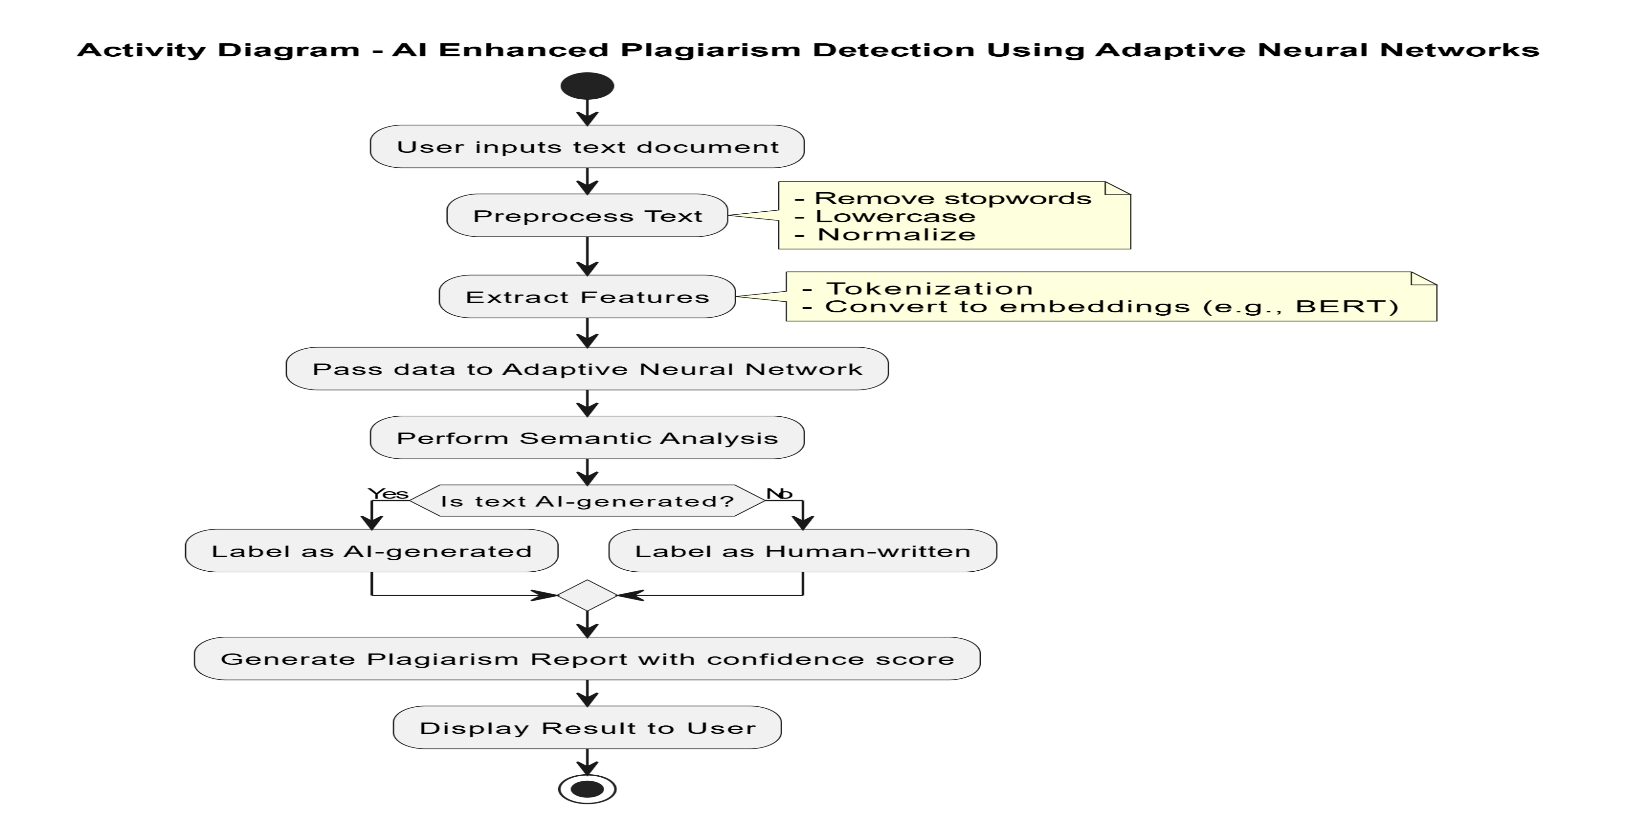 Activity Diagram - AI Enhanced Plagiarism Detection Using Adaptive Neural Networks
User inputs text document
Preprocess Text
- Remove stopwords
- Lowercase
- Normalize
Extract Features
- Tokenization
- Convert to embeddings (e.g., BERT)
Pass data to Adaptive Neural Network
Perform Semantic Analysis
Yes
Is text AI-generated?
No
Label as AI-generated
Label as Human-written
Generate Plagiarism Report with confidence score
Display Result to User